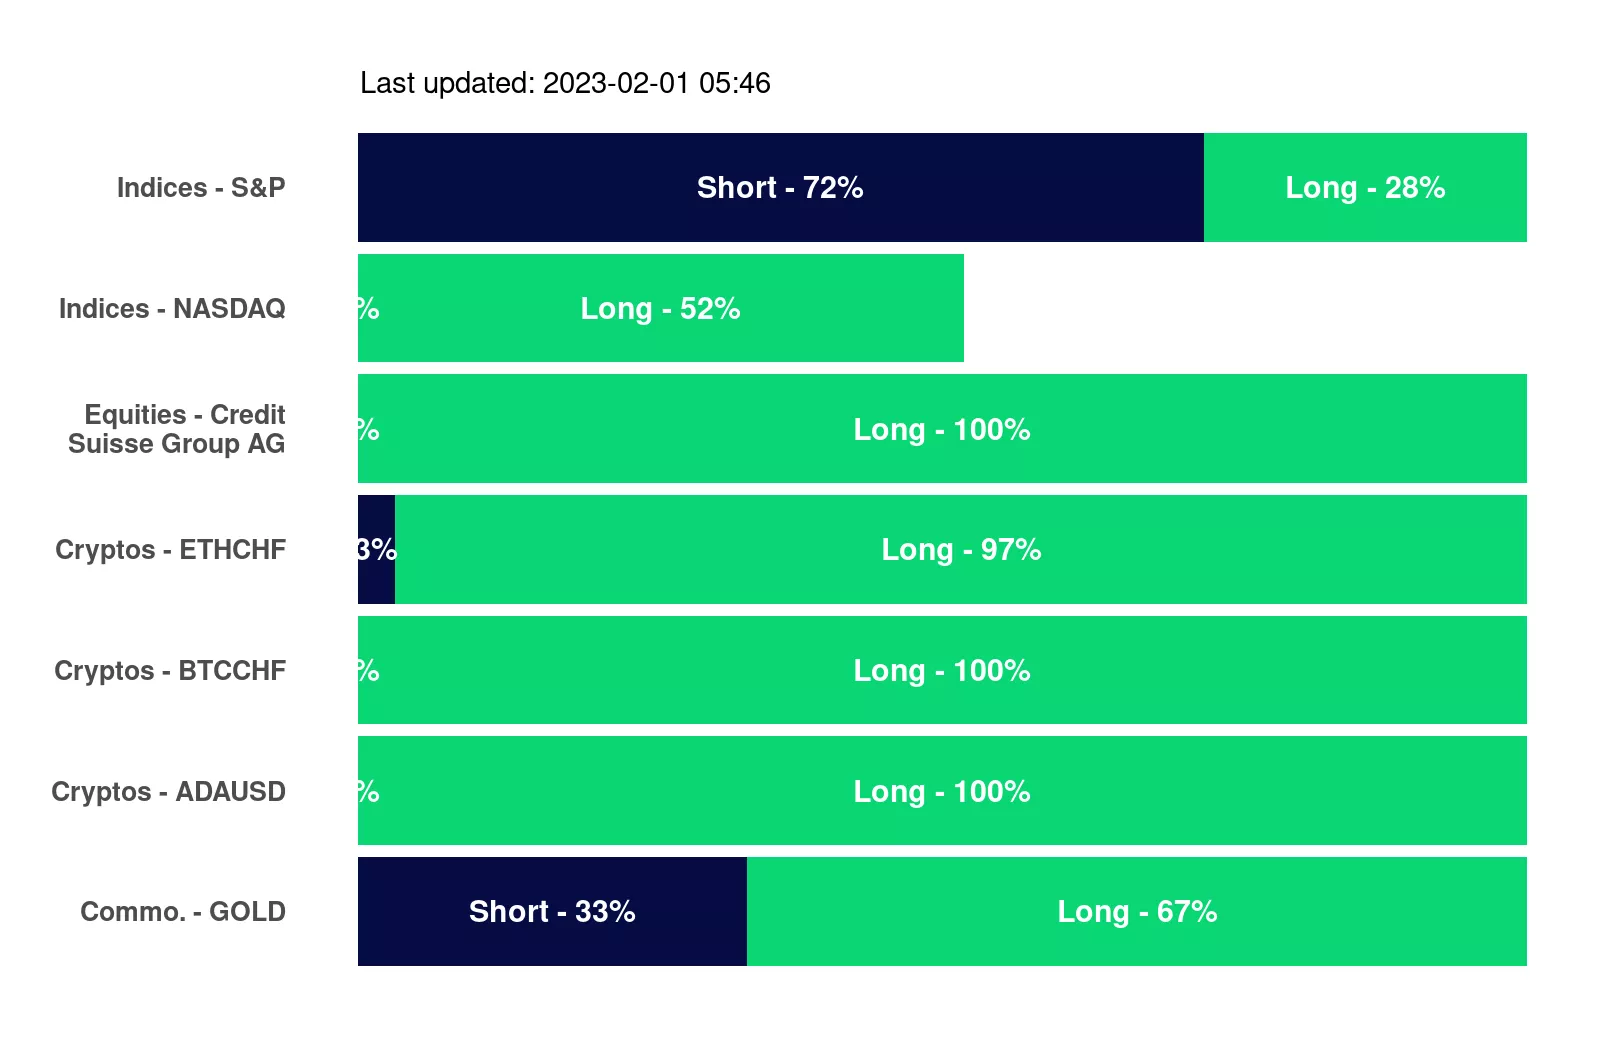 Last updated: 2023-02-01 05:46
Indices - S&P
Short - 72%
Long - 28%
Indices - NASDAQ
%
Long - 52%
Equities - Credit
Suisse Group AG
%
Long - 100%
Cryptos - ETHCHF
3%
Long - 97%
Cryptos - BTCCHF
%
Long - 100%
Cryptos - ADAUSD
%
Long - 100%
Commo. - GOLD
Short - 33%
Long - 67%